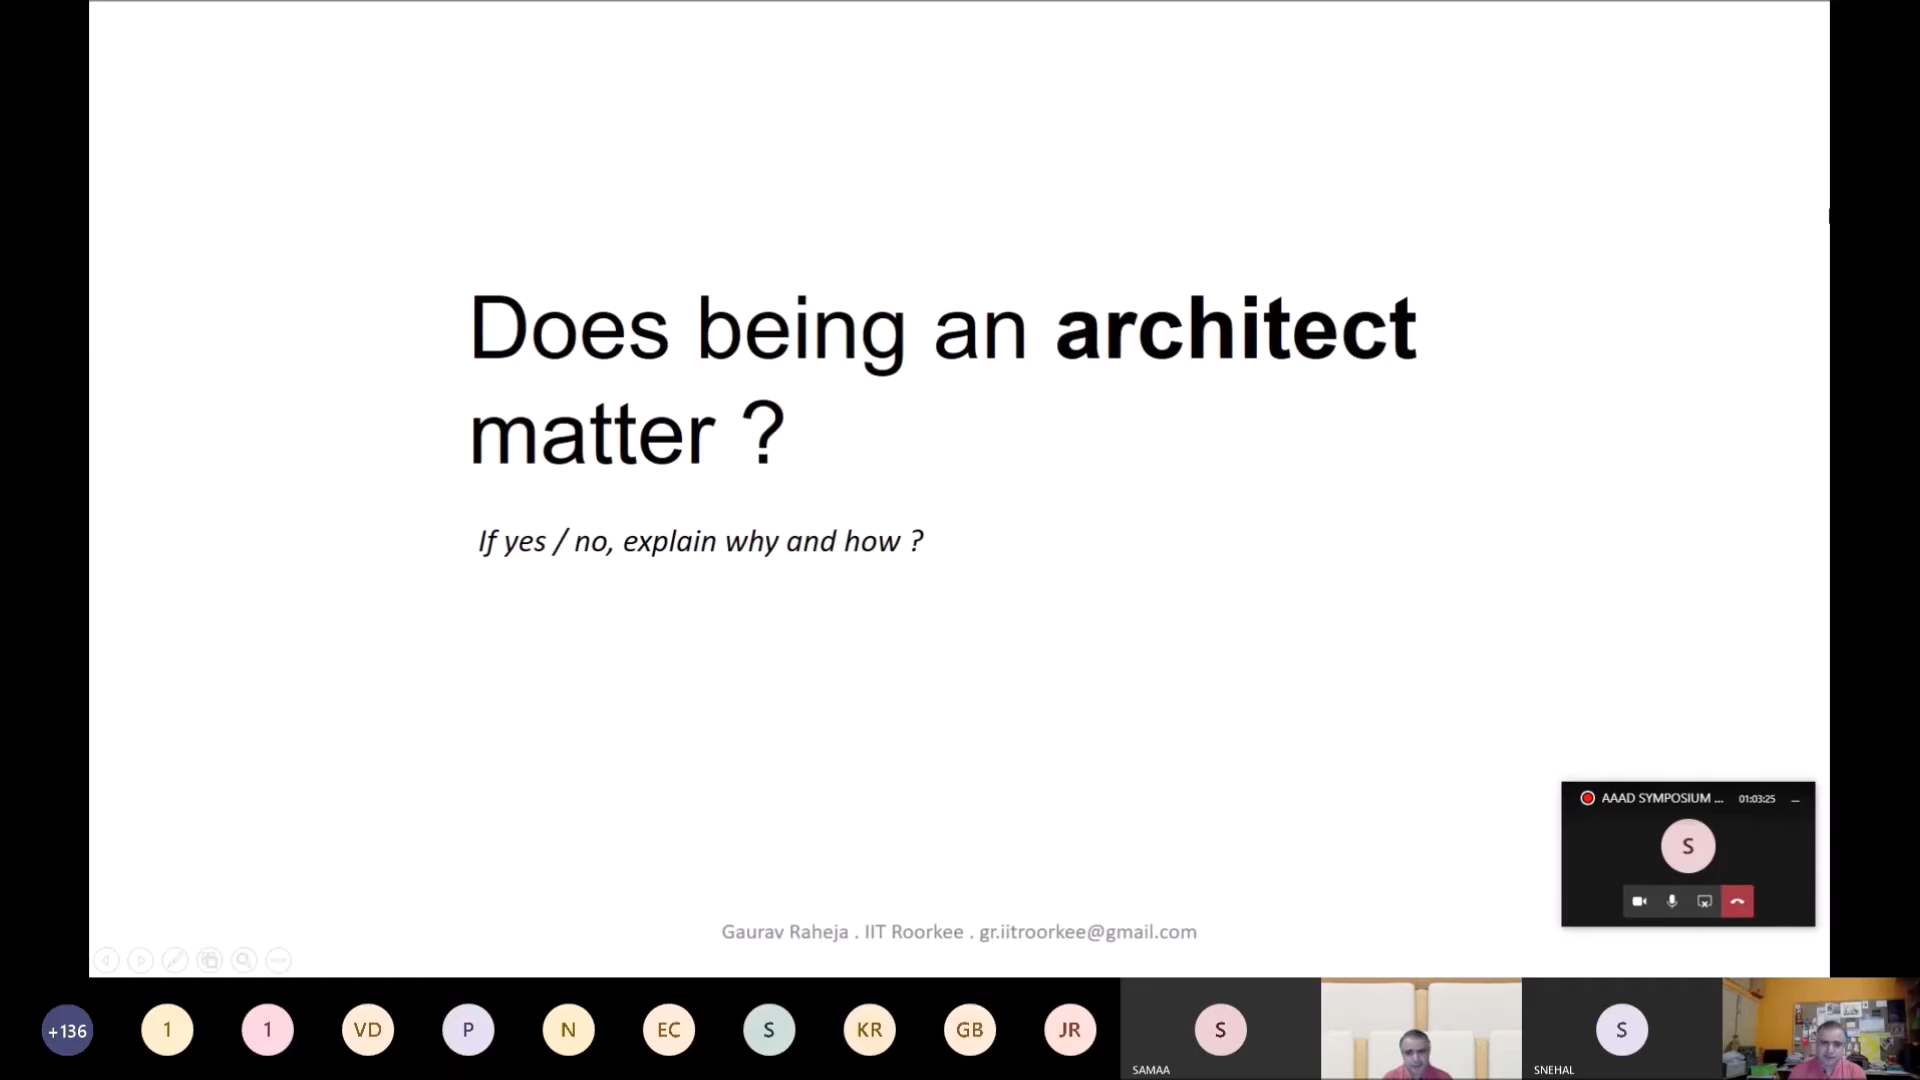 Does being an architect
matter ?
If yes / no, explain why and how ?
AAAD SYMPOSIUM ... 01:03:25
S
Gaurav Raheja . IIT Roorkee . gr.iitroorkee@gmail.com
+136 1 1 VD P N EC S KR GB JR S S
SAMAA SNEHAL